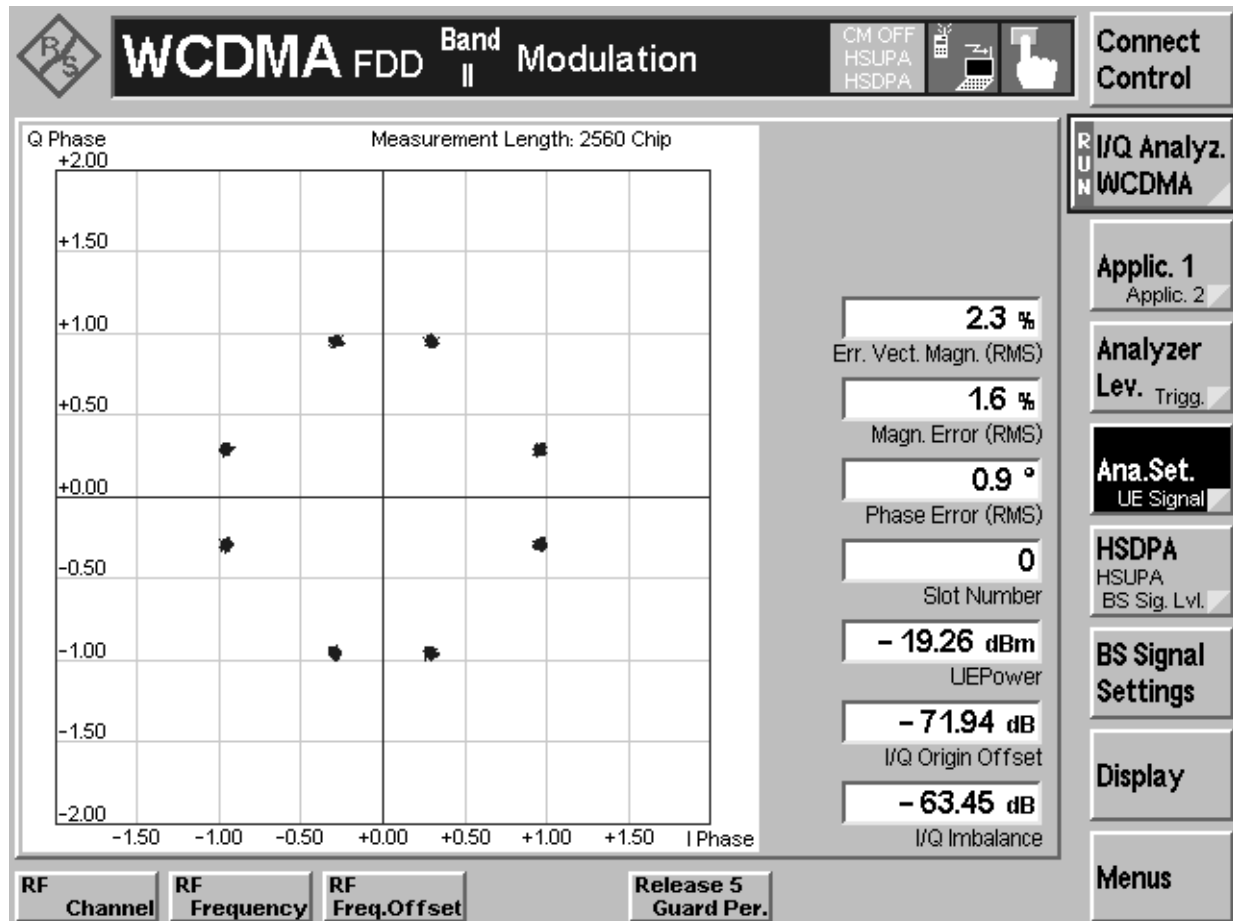 R/S
WCDMA FDD Band II Modulation
CM OFF
HSUPA
HSDPA
Connect
Control
Q Phase
Measurement Length: 2560 Chip
+2.00
+1.50
+1.00
+0.50
+0.00
-0.50
-1.00
-1.50
-2.00
-1.50 -1.00 -0.50 +0.00 +0.50 +1.00 +1.50 I Phase
2.3 %
Err. Vect. Magn. (RMS)
1.6 %
Magn. Error (RMS)
0.9 °
Phase Error (RMS)
0
Slot Number
- 19.26 dBm
UEPower
- 71.94 dB
I/Q Origin Offset
- 63.45 dB
I/Q Imbalance
RUN
I/Q Analyz.
WCDMA
Applic. 1
Applic. 2
Analyzer
Lev. Trigg.
Ana.Set.
UE Signal
HSDPA
HSUPA
BS Sig. Lvl.
BS Signal
Settings
Display
Menus
RF
Channel
RF
Frequency
RF
Freq.Offset
Release 5
Guard Per.